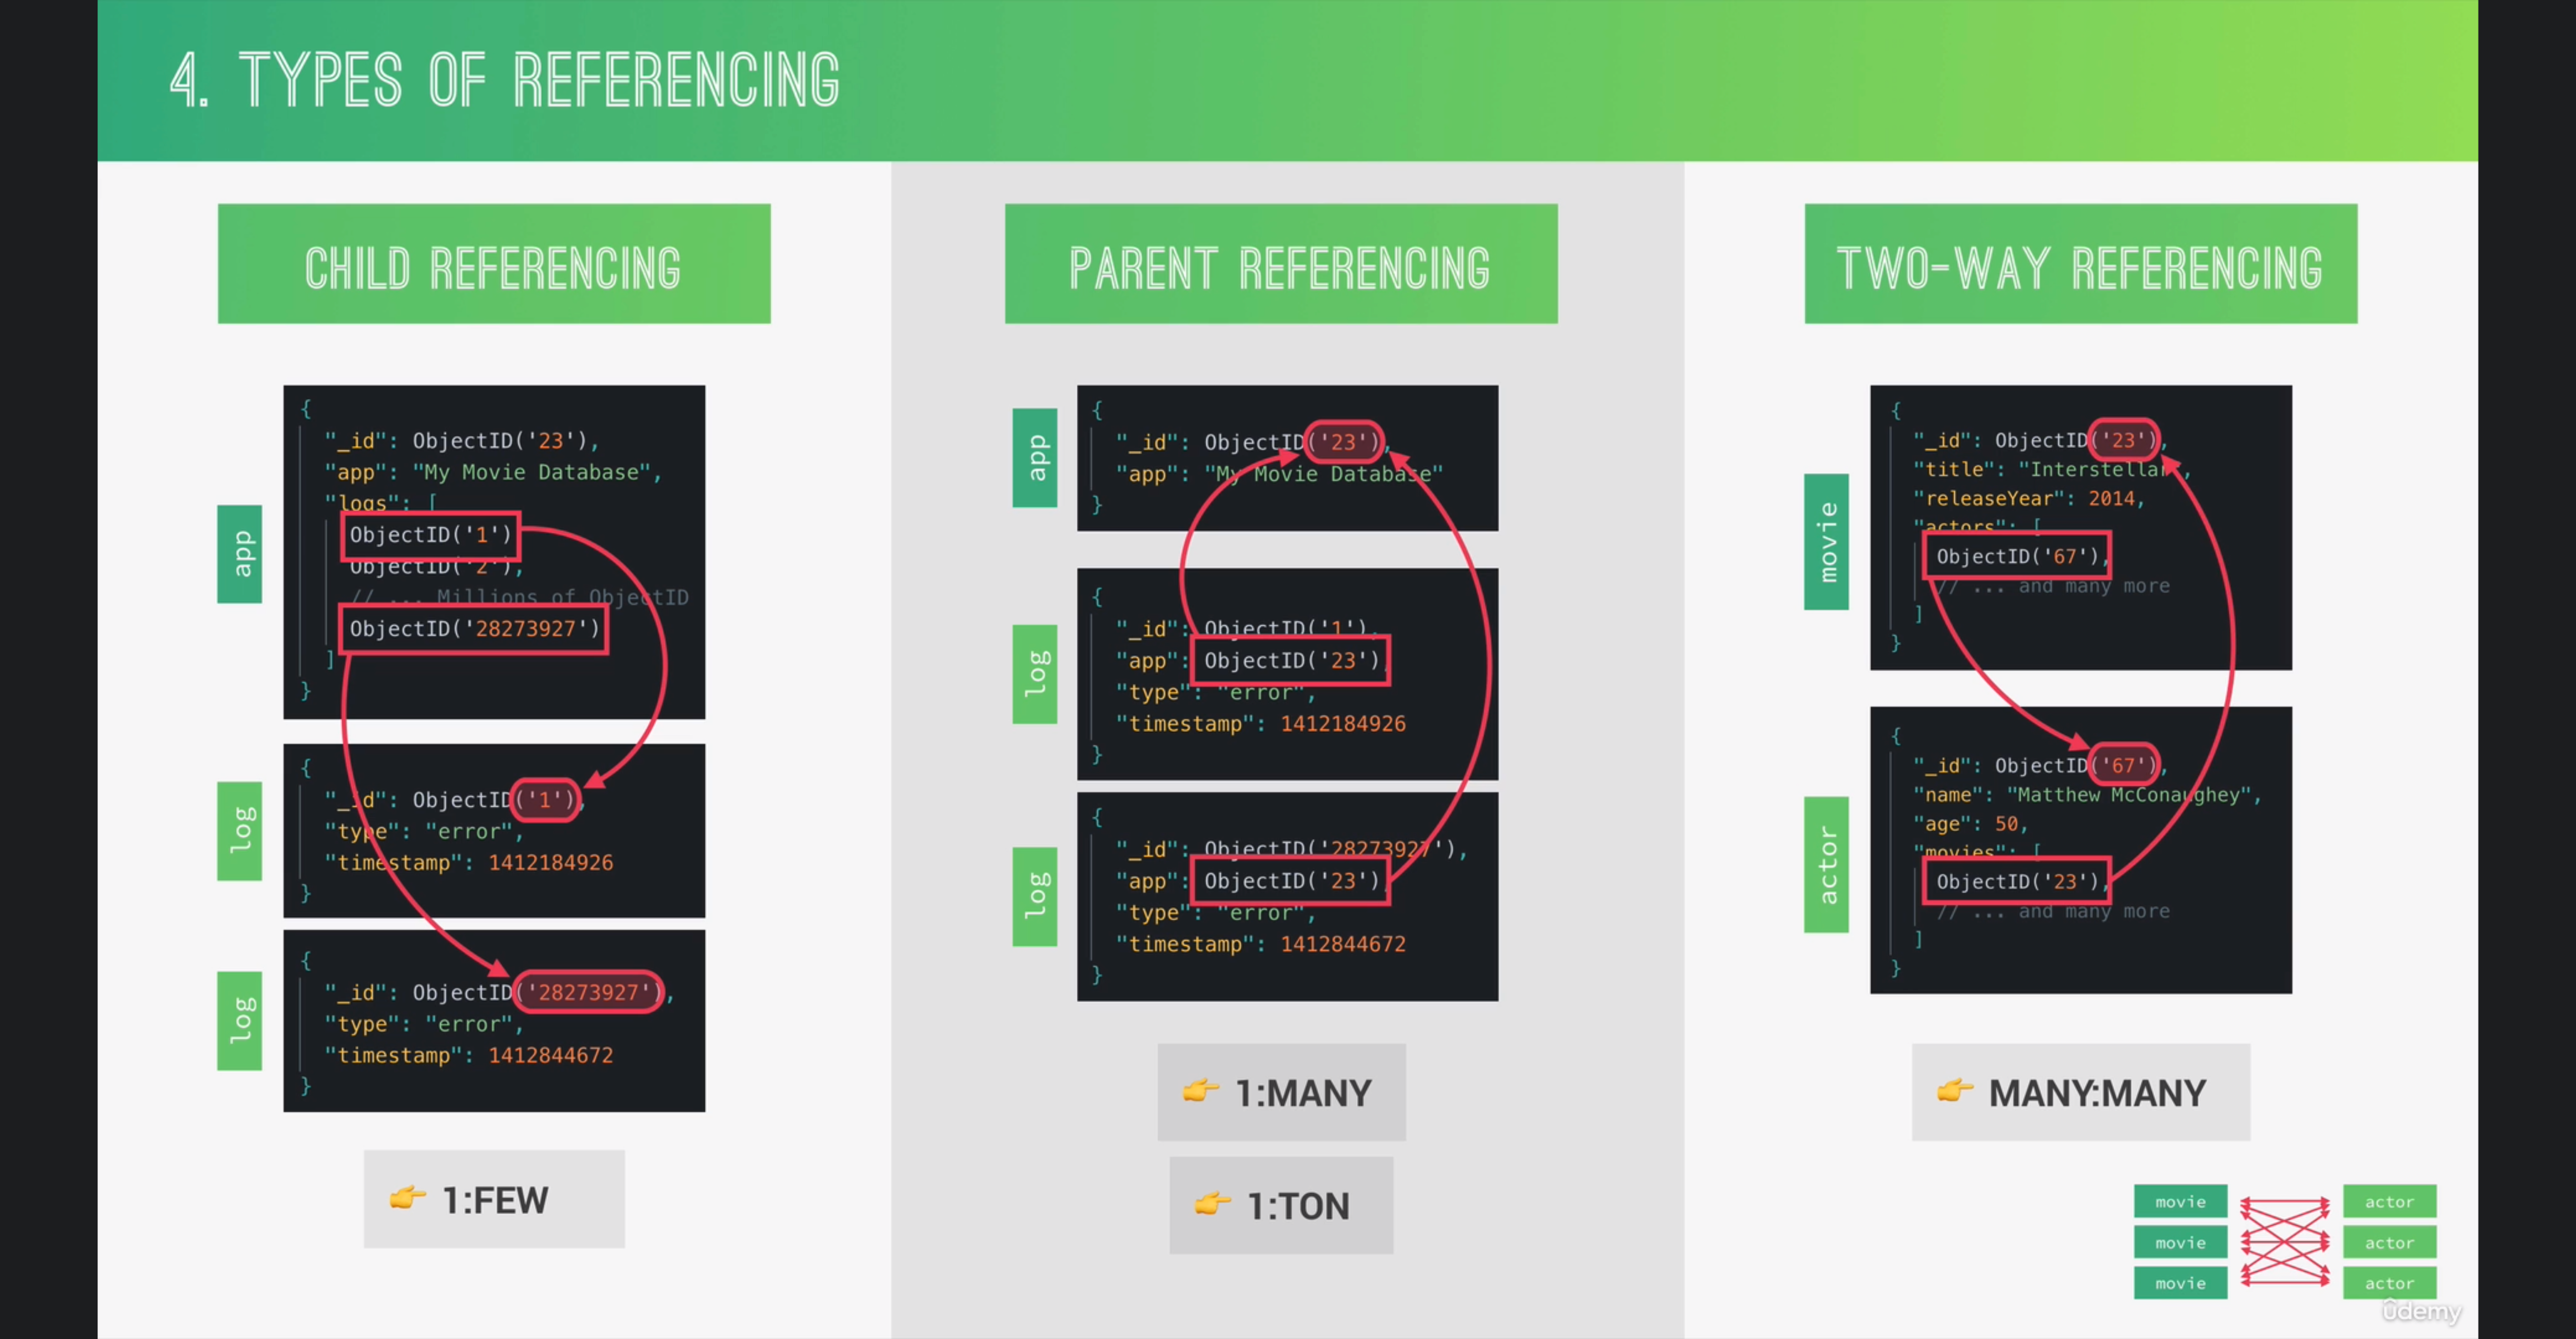 4. TYPES OF REFERENCING
CHILD REFERENCING
app
{
"_id": ObjectID('23'),
"app": "My Movie Database",
"logs": [
ObjectID('1')
ObjectID('2'),
// ... Millions of ObjectID
ObjectID('28273927')
]
}
log
{
"_id": ObjectID('1'),
"type": "error",
"timestamp": 1412184926
}
log
{
"_id": ObjectID('28273927'),
"type": "error",
"timestamp": 1412844672
}
👉 1:FEW
PARENT REFERENCING
app
{
"_id": ObjectID('23'),
"app": "My Movie Database"
}
log
{
"_id": ObjectID('1'),
"app": ObjectID('23'),
"type": "error",
"timestamp": 1412184926
}
log
{
"_id": ObjectID('28273927'),
"app": ObjectID('23'),
"type": "error",
"timestamp": 1412844672
}
👉 1:MANY
👉 1:TON
TWO-WAY REFERENCING
movie
{
"_id": ObjectID('23'),
"title": "Interstellar",
"releaseYear": 2014,
"actors": [
ObjectID('67'),
// ... and many more
]
}
actor
{
"_id": ObjectID('67'),
"name": "Matthew McConaughey",
"age": 50,
"movies": [
ObjectID('23'),
// ... and many more
]
}
👉 MANY:MANY
movie actor
movie actor
movie actor
ûdemy